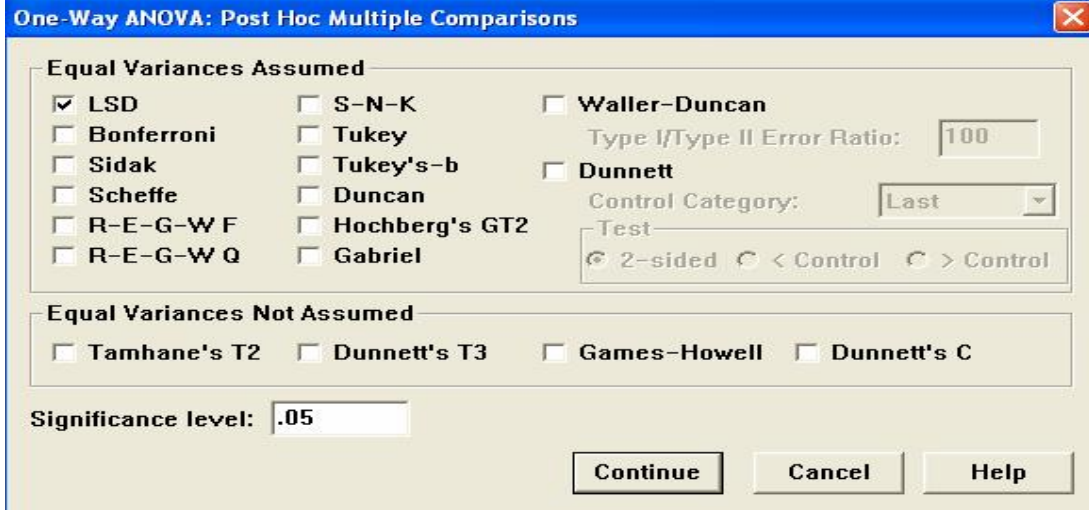 One-Way ANOVA: Post Hoc Multiple Comparisons
Equal Variances Assumed
LSD
Bonferroni
Sidak
Scheffe
R-E-G-W F
R-E-G-W Q
S-N-K
Tukey
Tukey's-b
Duncan
Hochberg's GT2
Gabriel
Waller-Duncan
Type I/Type II Error Ratio: 100
Dunnett
Control Category: Last
Test
2-sided < Control > Control
Equal Variances Not Assumed
Tamhane's T2 Dunnett's T3 Games-Howell Dunnett's C
Significance level: .05
Continue Cancel Help